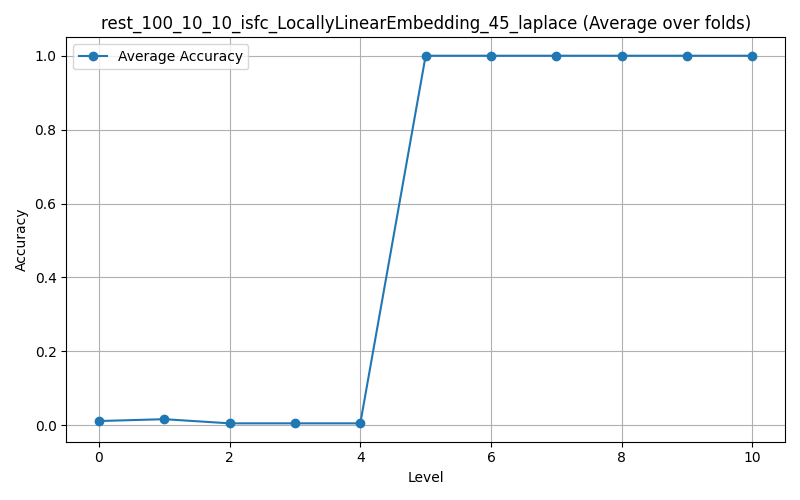 rest_100_10_10_isfc_LocallyLinearEmbedding_45_laplace (Average over folds)
Average Accuracy
1.0
0.8
0.6
0.4
0.2
0.0
Accuracy
0 2 4 6 8 10
Level